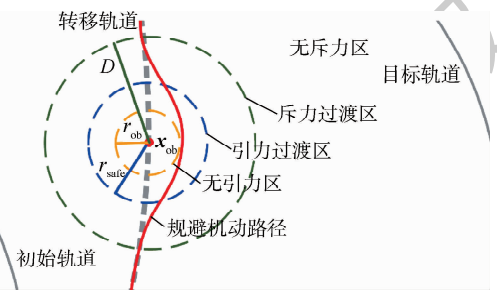 转移轨道
无斥力区
目标轨道
D
斥力过渡区
r_ob
x_ob
引力过渡区
r_safe
无引力区
规避机动路径
初始轨道